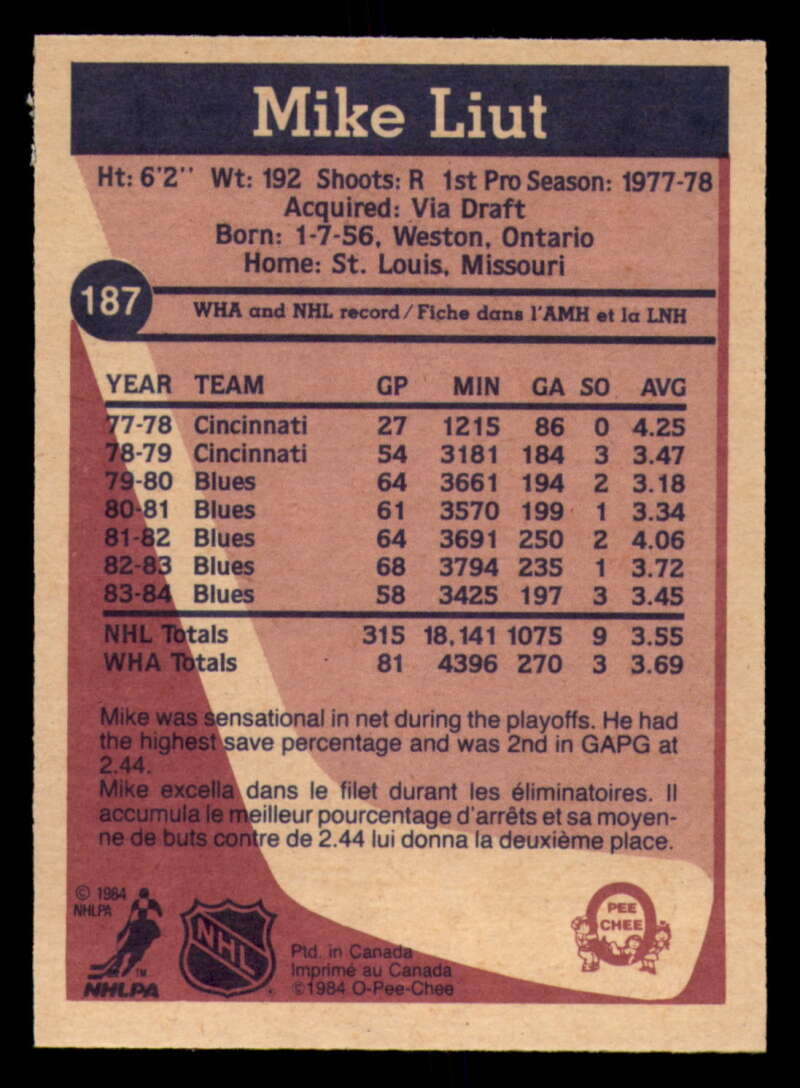 Mike Liut
Ht: 6'2'' Wt: 192 Shoots: R 1st Pro Season: 1977-78
Acquired: Via Draft
Born: 1-7-56, Weston, Ontario
Home: St. Louis, Missouri
187
WHA and NHL record/Fiche dans l'AMH et la LNH
YEAR TEAM GP MIN GA SO AVG
77-78 Cincinnati 27 1215 86 0 4.25
78-79 Cincinnati 54 3181 184 3 3.47
79-80 Blues 64 3661 194 2 3.18
80-81 Blues 61 3570 199 1 3.34
81-82 Blues 64 3691 250 2 4.06
82-83 Blues 68 3794 235 1 3.72
83-84 Blues 58 3425 197 3 3.45
NHL Totals 315 18,141 1075 9 3.55
WHA Totals 81 4396 270 3 3.69
Mike was sensational in net during the playoffs. He had
the highest save percentage and was 2nd in GAPG at
2.44.
Mike excella dans le filet durant les éliminatoires. Il
accumula le meilleur pourcentage d'arrêts et sa moyen-
ne de buts contre de 2.44 lui donna la deuxième place.
© 1984
NHLPA
TM
NHLPA
NHL
Ptd. in Canada
Imprimé au Canada
©1984 O-Pee-Chee
PEE
CHEE